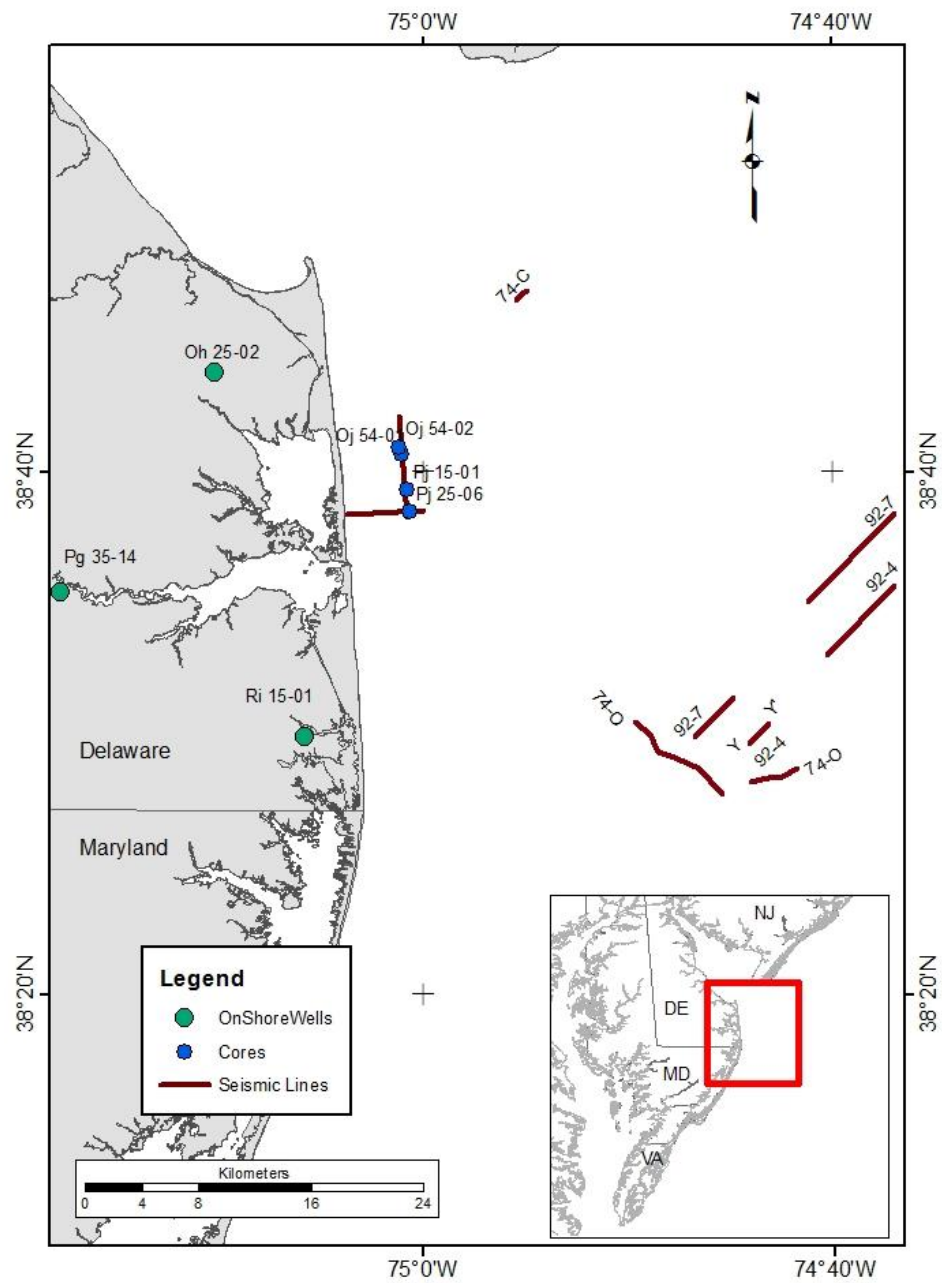 75°0'W
74°40'W
N
74-C
Oh 25-02
Oj 54-02
Oj 54-0
38°40'N
38°40'N
15-01
Pj 25-06
92-7
Pg 35-14
92-4
Ri 15-01
74-O
92-7
Y'
Y
92-4
74-O
Delaware
Maryland
NJ
Legend
OnShoreWells
Cores
Seismic Lines
DE
MD
VA
38°20'N
38°20'N
Kilometers
0 4 8 16 24
75°0'W
74°40'W